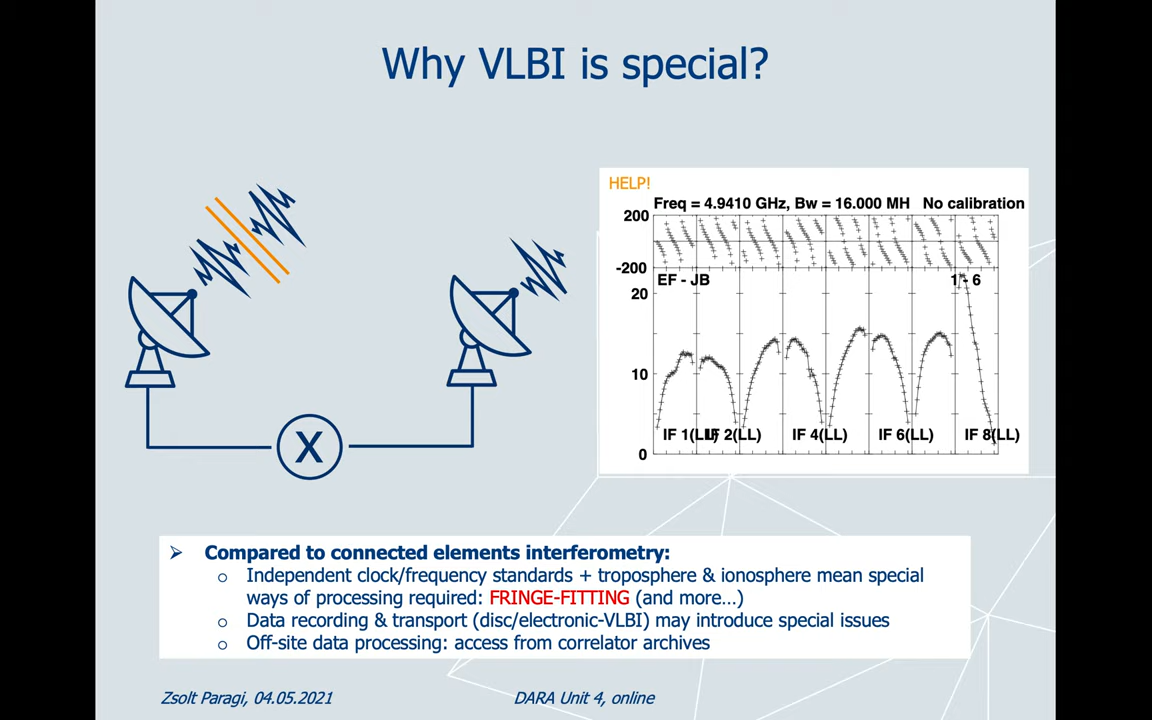 Why VLBI is special?
HELP!
Freq = 4.9410 GHz, Bw = 16.000 MH No calibration
200
-200
EF - JB
1 - 6
20
10
0
IF 1(LL) IF 2(LL) IF 4(LL) IF 6(LL) IF 8(LL)
X
➢ Compared to connected elements interferometry:
o Independent clock/frequency standards + troposphere & ionosphere mean special
ways of processing required: FRINGE-FITTING (and more…)
o Data recording & transport (disc/electronic-VLBI) may introduce special issues
o Off-site data processing: access from correlator archives
Zsolt Paragi, 04.05.2021
DARA Unit 4, online